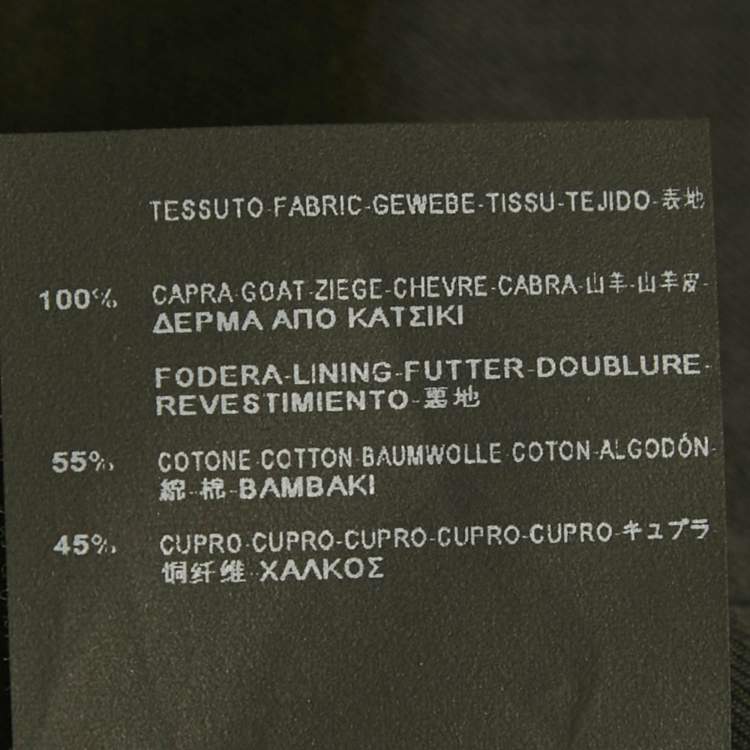 TESSUTO-FABRIC-GEWEBE-TISSU-TEJIDO-表地
100% CAPRA-GOAT-ZIEGE-CHEVRE-CABRA-山羊-山羊皮-
ΔΕΡΜΑ ΑΠΟ ΚΑΤΣΙΚΙ
FODERA-LINING-FUTTER-DOUBLURE-
REVESTIMIENTO-裏地
55% COTONE-COTTON-BAUMWOLLE-COTON-ALGODÓN-
綿-棉-ΒΑΜΒΑΚΙ
45% CUPRO-CUPRO-CUPRO-CUPRO-CUPRO-キュプラ
铜纤维-ΧΑΛΚΟΣ